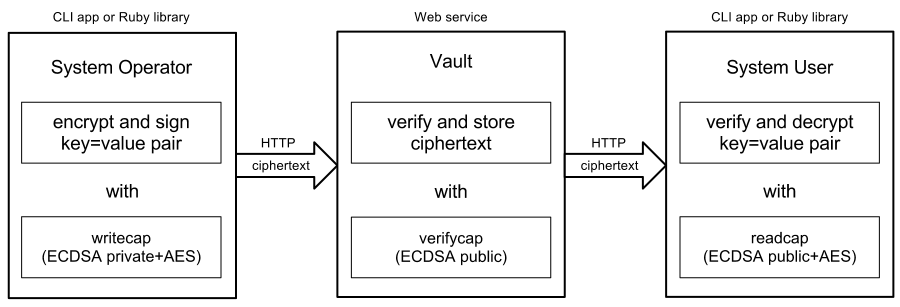 CLI app or Ruby library
System Operator
encrypt and sign
key=value pair
with
writecap
(ECDSA private+AES)
HTTP
ciphertext
Web service
Vault
verify and store
ciphertext
with
verifycap
(ECDSA public)
HTTP
ciphertext
CLI app or Ruby library
System User
verify and decrypt
key=value pair
with
readcap
(ECDSA public+AES)